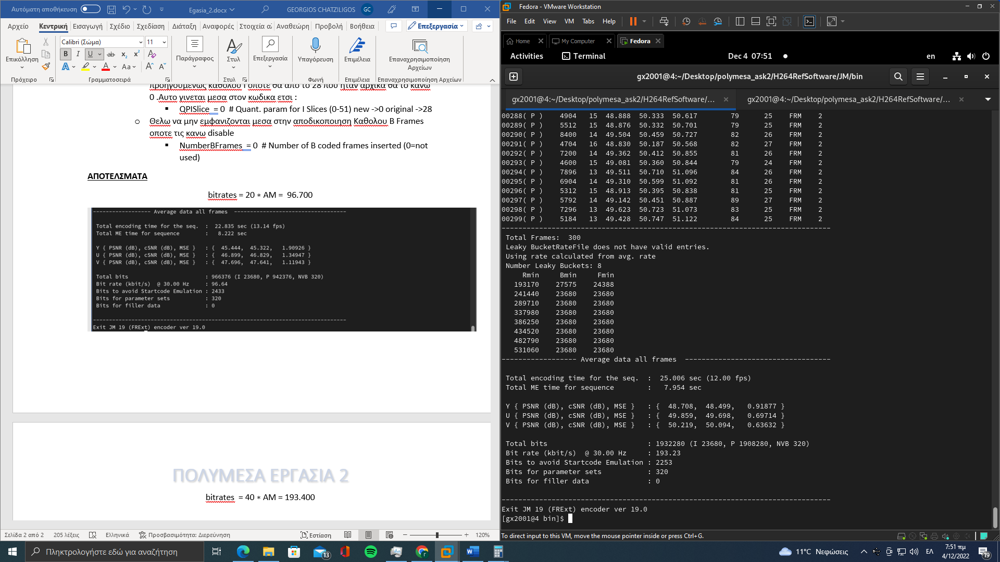 Αυτόματη αποθήκευση
Egasia_2.docx
GEORGIOS CHATZILIGOS
GC
Αρχείο
Κεντρική
Εισαγωγή
Σχέδιο
Σχεδίαση
Διάταξη
Αναφορές
Στοιχεία αλ
Αναθεώρη
Προβολή
Βοήθεια
Επεξεργασία
Επικόλληση
Calibri (Σώμα)
11
B I U ab x₂ x²
A Aa A A
Παράγραφος
Στυλ
Επεξεργασία
Υπαγόρευση
Επιμέλεια
Επαναχρησιμοποίηση
Αρχείων
Πρόχειρο
Γραμματοσειρά
Στυλ
Φωνή
Επιμέλεια
Επαναχρησιμοποίηση Αρχείων
προηγουμενως καθολου Ι οποτε θα απο το 28 που ηταν αρχικα θα το κανω
0 .Αυτο γινεται μεσα στον κωδικα ετσι :
▪ QPISlice = 0 # Quant. param for I Slices (0-51) new ->0 original ->28
o Θελω να μην εμφανιζονται μεσα στην αποδικοποιηση Καθολου B Frames
οποτε τις κανω disable
▪ NumberBFrames = 0 # Number of B coded frames inserted (0=not
used)
ΑΠΟΤΕΛΣΜΑΤΑ
bitrates = 20 * AM = 96.700
------------------ Average data all frames -----------------------------------
Total encoding time for the seq. : 22.835 sec (13.14 fps)
Total ME time for sequence : 8.222 sec
Y { PSNR (dB), cSNR (dB), MSE } : { 45.444, 45.322, 1.90926 }
U { PSNR (dB), cSNR (dB), MSE } : { 46.899, 46.829, 1.34947 }
V { PSNR (dB), cSNR (dB), MSE } : { 47.696, 47.641, 1.11943 }
Total bits : 966376 (I 23680, P 942376, NVB 320)
Bit rate (kbit/s) @ 30.00 Hz : 96.64
Bits to avoid Startcode Emulation : 2433
Bits for parameter sets : 320
Bits for filler data : 0
-------------------------------------------------------------------------------
Exit JM 19 (FRExt) encoder ver 19.0
ΠΟΛΥΜΕΣΑ ΕΡΓΑΣΙΑ 2
bitrates = 40 * AM = 193.400
Σελίδα 2 από 2
205 λέξεις
Ελληνικά
Προσβασιμότητα: Διερεύνηση
Εστίαση
120%
Fedora - VMware Workstation
File Edit View VM Tabs Help
Home
My Computer
Fedora
Activities
Terminal
Dec 4 07:51
en
gx2001@4:~/Desktop/polymesa_ask2/H264RefSoftware/JM/bin
gx2001@4:~/Desktop/polymesa_ask2/H264RefSoftware/...
gx2001@4:~/Desktop/polymesa_ask2/H264RefSoftware/...
00288( P ) 4904 15 48.888 50.333 50.617 79 25 FRM 2
00289( P ) 5512 15 48.876 50.332 50.701 79 25 FRM 2
00290( P ) 8400 14 49.504 50.459 50.727 82 26 FRM 2
00291( P ) 4704 16 48.830 50.187 50.568 82 27 FRM 2
00292( P ) 7200 14 49.362 50.412 50.855 81 26 FRM 2
00293( P ) 4600 15 49.081 50.360 50.844 79 24 FRM 2
00294( P ) 7896 13 49.511 50.710 51.096 84 26 FRM 2
00295( P ) 6904 14 49.310 50.599 51.092 81 26 FRM 2
00296( P ) 5312 15 48.913 50.395 50.838 81 25 FRM 2
00297( P ) 5792 14 49.142 50.451 50.887 89 27 FRM 2
00298( P ) 7296 13 49.623 50.723 51.073 83 25 FRM 2
00299( P ) 5184 13 49.428 50.747 51.122 84 25 FRM 2
-------------------------------------------------------------------------------
Total Frames: 300
Leaky BucketRateFile does not have valid entries.
Using rate calculated from avg. rate
Number Leaky Buckets: 8
Rmin Bmin Fmin
193170 27575 24388
241440 23680 23680
289710 23680 23680
337980 23680 23680
386250 23680 23680
434520 23680 23680
482790 23680 23680
531060 23680 23680
------------------ Average data all frames -----------------------------------
Total encoding time for the seq. : 25.006 sec (12.00 fps)
Total ME time for sequence : 7.954 sec
Y { PSNR (dB), cSNR (dB), MSE } : { 48.708, 48.499, 0.91877 }
U { PSNR (dB), cSNR (dB), MSE } : { 49.859, 49.698, 0.69714 }
V { PSNR (dB), cSNR (dB), MSE } : { 50.219, 50.094, 0.63632 }
Total bits : 1932280 (I 23680, P 1908280, NVB 320)
Bit rate (kbit/s) @ 30.00 Hz : 193.23
Bits to avoid Startcode Emulation : 2253
Bits for parameter sets : 320
Bits for filler data : 0
-------------------------------------------------------------------------------
Exit JM 19 (FRExt) encoder ver 19.0
[gx2001@4 bin]$
To direct input to this VM, move the mouse pointer inside or press Ctrl+G.
Πληκτρολογήστε εδώ για αναζήτηση
13
11°C Νεφώσεις
ΕΛ
7:51 πμ
4/12/2022
19